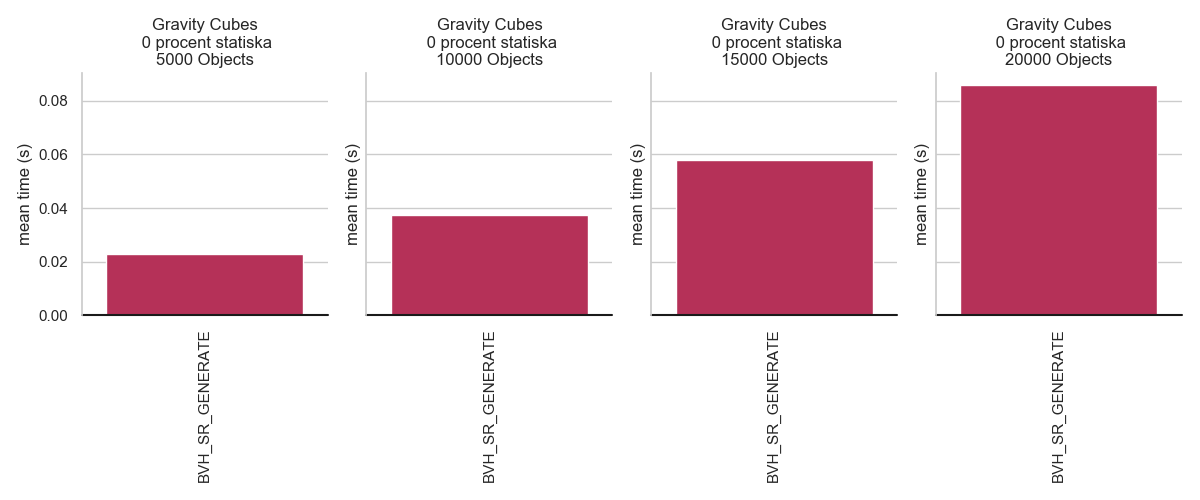 Gravity Cubes
0 procent statiska
5000 Objects
Gravity Cubes
0 procent statiska
10000 Objects
Gravity Cubes
0 procent statiska
15000 Objects
Gravity Cubes
0 procent statiska
20000 Objects
mean time (s)
0.08
0.06
0.04
0.02
0.00
mean time (s)
mean time (s)
mean time (s)
BVH_SR_GENERATE
BVH_SR_GENERATE
BVH_SR_GENERATE
BVH_SR_GENERATE